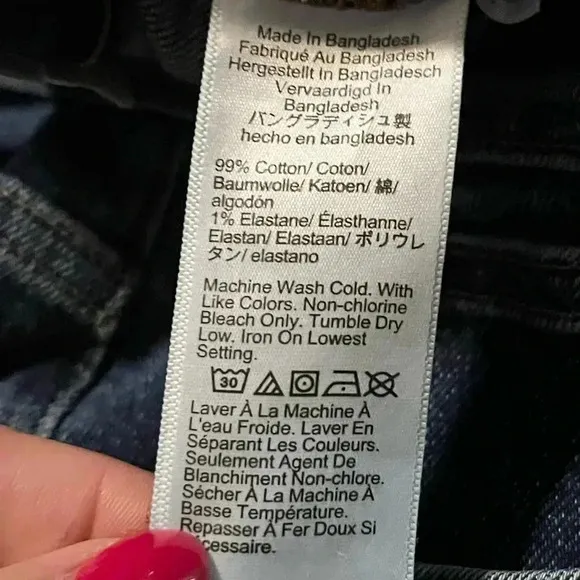 Made In Bangladesh
Fabriqué Au Bangladesh
Hergestellt In Bangladesch
Vervaardigd In
Bangladesh
バングラディシュ製
hecho en bangladesh
99% Cotton/ Coton/
Baumwolle/ Katoen/ 綿/
algodón
1% Elastane/ Élasthanne/
Elastan/ Elastaan/ ポリウレ
タン/ elastano
Machine Wash Cold. With
Like Colors. Non-chlorine
Bleach Only. Tumble Dry
Low. Iron On Lowest
Setting.
30
Laver À La Machine À
L'eau Froide. Laver En
Séparant Les Couleurs.
Seulement Agent De
Blanchiment Non-chlore.
Sécher À La Machine À
Basse Température.
Repasser À Fer Doux Si
cessaire.